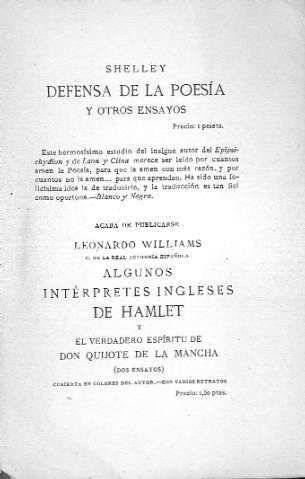 SHELLEY
DEFENSA DE LA POESÍA
Y OTROS ENSAYOS
Precio: 1 peseta.
Este hermosísimo estudio del insigne autor del Epipsi-
chydion y de Laon y Citna merece ser leído por cuantos
amen la Poesía, para que la amen con más razón, y por
cuantos no la amen... para que aprendan. Ha sido una fe-
licísima idea la de traducirlo, y la traducción es tan fiel
como oportuna.—Blanco y Negro.
ACABA DE PUBLICARSE
LEONARDO WILLIAMS
C. DE LA REAL ACADEMIA ESPAÑOLA
ALGUNOS
INTÉRPRETES INGLESES
DE HAMLET
Y
EL VERDADERO ESPÍRITU DE
DON QUIJOTE DE LA MANCHA
(DOS ENSAYOS)
CUBIERTA EN COLORES DEL AUTOR.—CON VARIOS RETRATOS
Precio: 1,50 ptas.